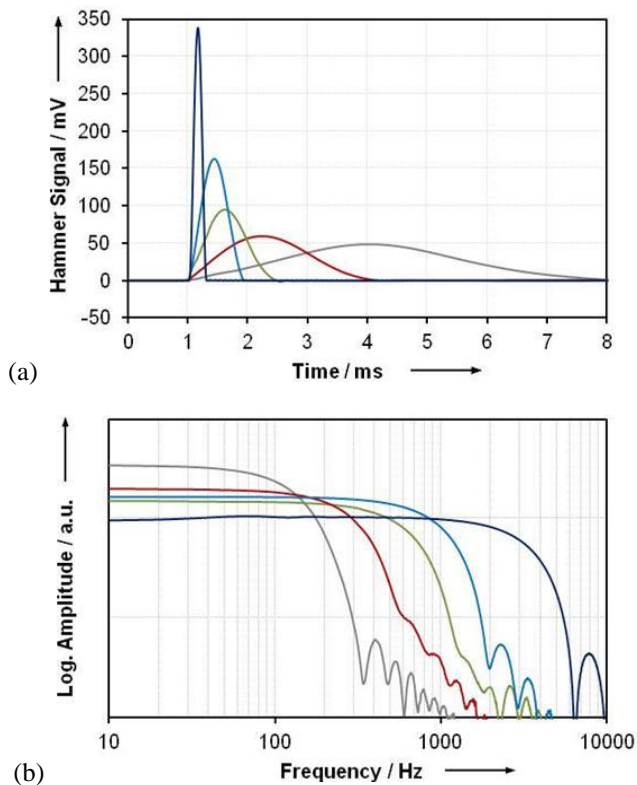 350
300
250
200
150
100
50
0
-50
Hammer Signal / mV
0 1 2 3 4 5 6 7 8
Time / ms
(a)
Log. Amplitude / a.u.
10 100 1000 10000
Frequency / Hz
(b)